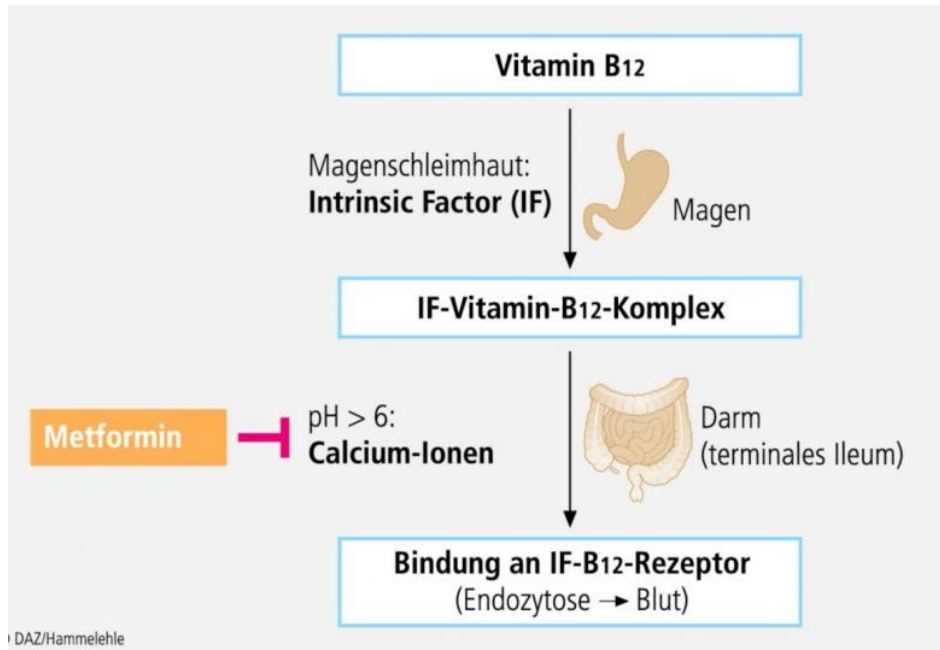 Vitamin B12
Magenschleimhaut:
Intrinsic Factor (IF)
Magen
IF-Vitamin-B12-Komplex
Metformin
pH > 6:
Calcium-Ionen
Darm
(terminales Ileum)
Bindung an IF-B12-Rezeptor
(Endozytose → Blut)
DAZ/Hammelehle